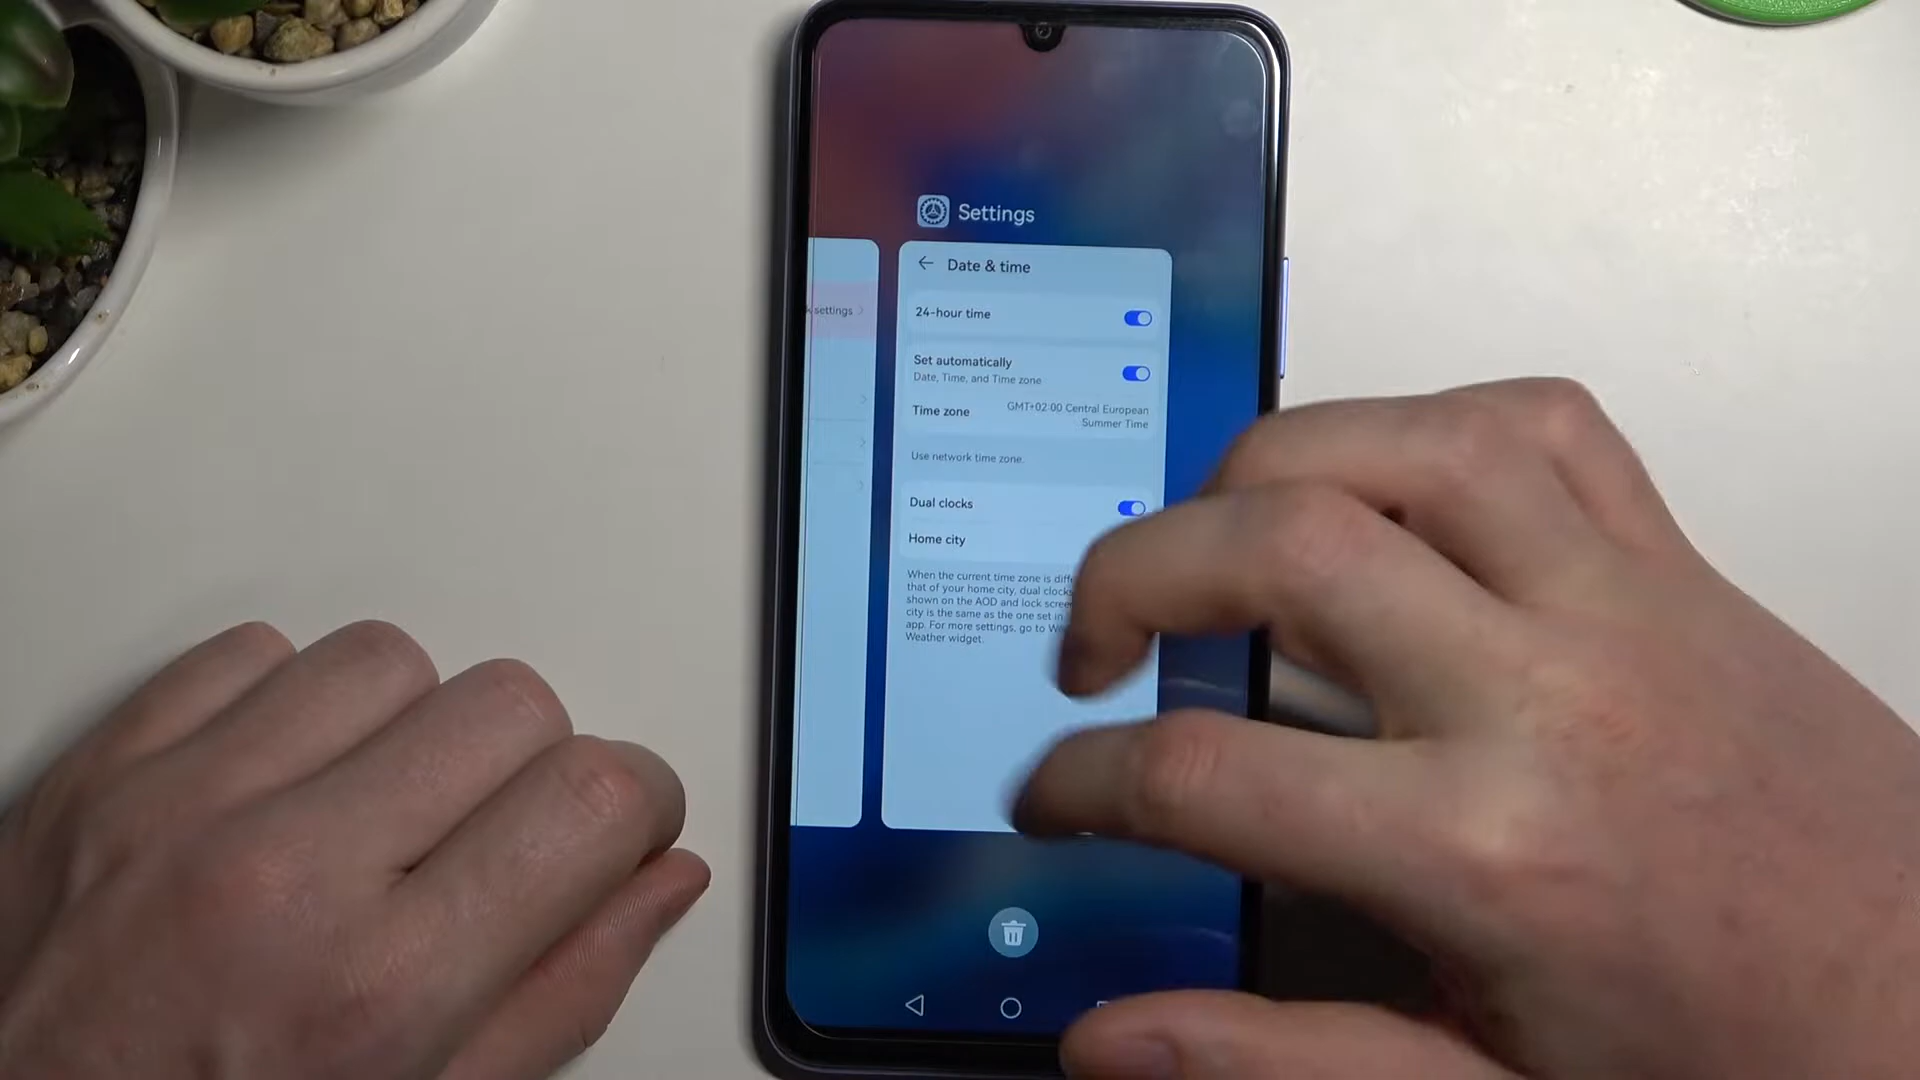 Settings
settings
Date & time
24-hour time
Set automatically
Date, Time, and Time zone
Time zone
GMT+02:00 Central European
Summer Time
Use network time zone.
Dual clocks
Home city
When the current time zone is
that of your home city, dual clocks
shown on the AOD and lock
city is the same as the one set in
app. For more settings, go to
Weather widget.